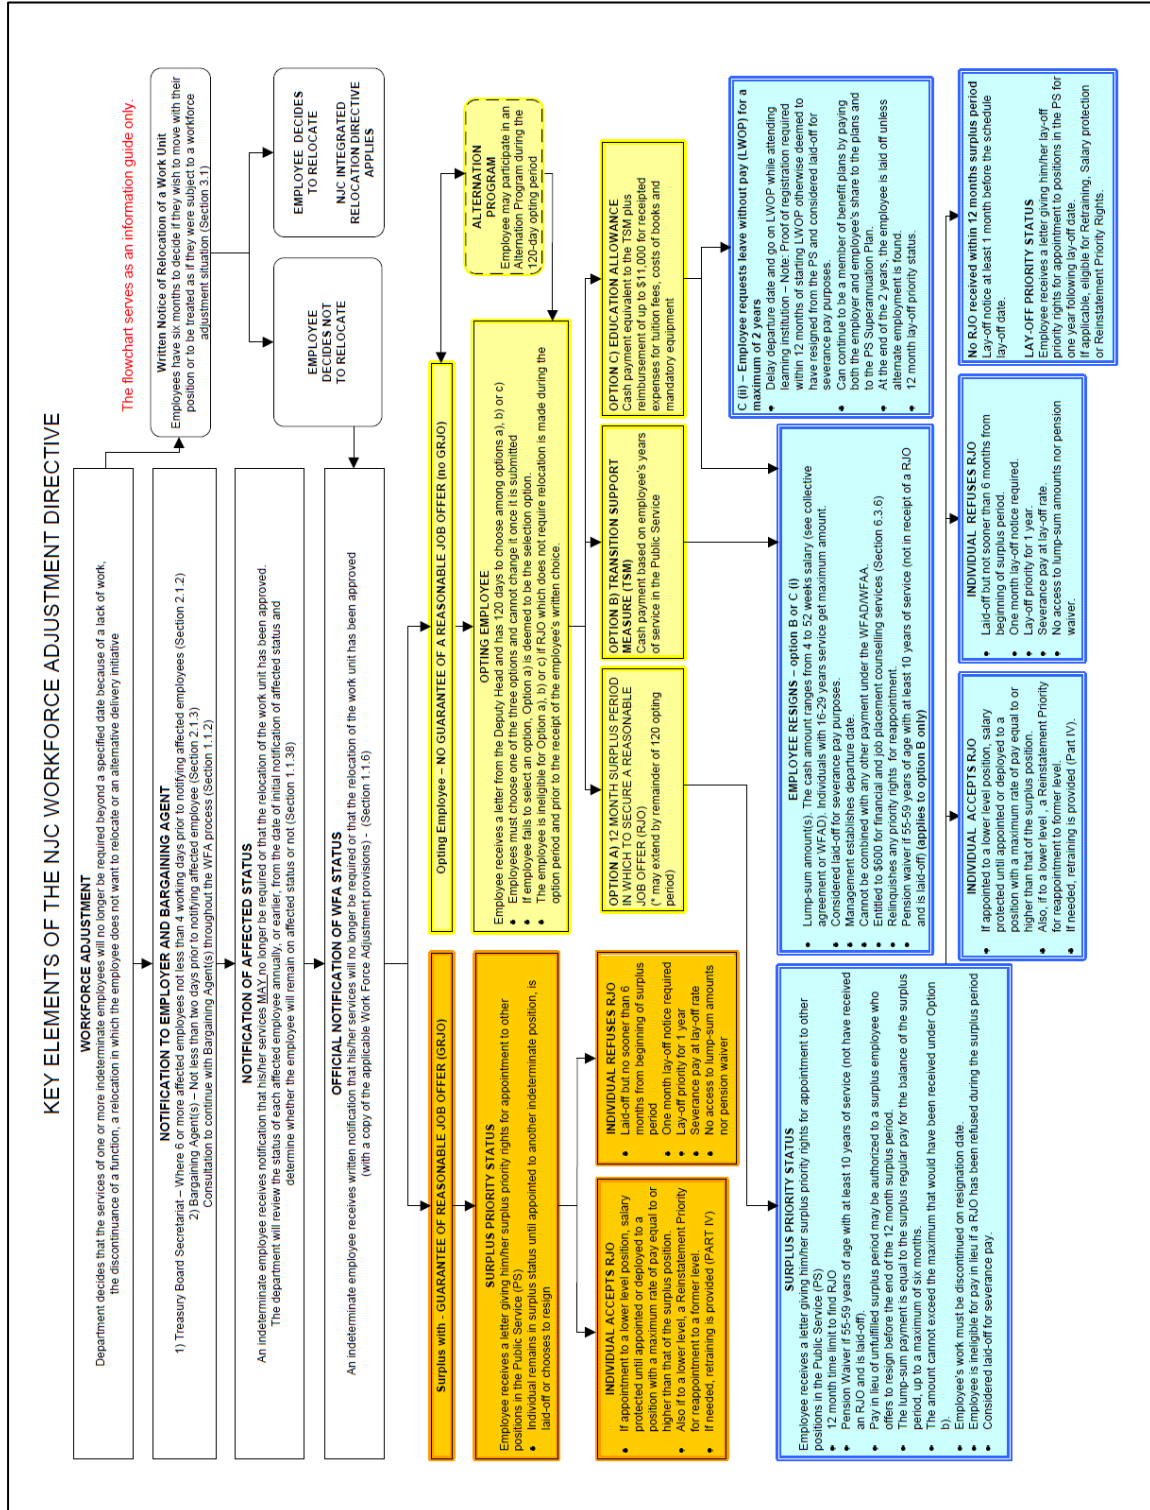 KEY ELEMENTS OF THE NJC WORKFORCE ADJUSTMENT DIRECTIVE
The flowchart serves as an information guide only.
WORKFORCE ADJUSTMENT
Department decides that the services of one or more indeterminate employees will no longer be required beyond a specified date because of a lack of work,
the discontinuance of a function, a relocation in which the employee does not want to relocate or an alternative delivery initiative
Written Notice of Relocation of a Work Unit
Employees have six months to decide if they wish to move with their
position or to be treated as if they were subject to a workforce
adjustment situation (Section 3.1)
NOTIFICATION TO EMPLOYER AND BARGAINING AGENT
1) Treasury Board Secretariat – Where 6 or more affected employees not less than 4 working days prior to notifying affected employees (Section 2.1.2)
2) Bargaining Agent(s) – Not less than two days prior to notifying affected employee (Section 2.1.3)
Consultation to continue with Bargaining Agent(s) throughout the WFA process (Section 1.1.2)
EMPLOYEE
DECIDES NOT
TO RELOCATE
EMPLOYEE DECIDES
TO RELOCATE
NJC INTEGRATED
RELOCATION DIRECTIVE
APPLIES
NOTIFICATION OF AFFECTED STATUS
An indeterminate employee receives notification that his/her services MAY no longer be required or that the relocation of the work unit has been approved.
The department will review the status of each affected employee annually, or earlier, from the date of initial notification of affected status and
determine whether the employee will remain on affected status or not (Section 1.1.38)
OFFICIAL NOTIFICATION OF WFA STATUS
An indeterminate employee receives written notification that his/her services will no longer be required or that the relocation of the work unit has been approved
(with a copy of the applicable Work Force Adjustment provisions) - (Section 1.1.6)
Surplus with - GUARANTEE OF REASONABLE JOB OFFER (GRJO)
Opting Employee – NO GUARANTEE OF A REASONABLE JOB OFFER (no GRJO)
ALTERNATION
PROGRAM
Employee may participate in an
Alternation Program during the
120-day opting period
SURPLUS PRIORITY STATUS
Employee receives a letter giving him/her surplus priority rights for appointment to other
positions in the Public Service (PS)
• Individual remains in surplus status until appointed to another indeterminate position, is
laid-off or chooses to resign
OPTING EMPLOYEE
Employee receives a letter from the Deputy Head and has 120 days to choose among options a), b) or c)
• Employees must choose one of the three options and cannot change it once it is submitted
• If employee fails to select an option, Option a) is deemed to be the selection option.
• The employee is ineligible for Option a), b) or c) if RJO which does not require relocation is made during the
option period and prior to the receipt of the employee's written choice.
INDIVIDUAL ACCEPTS RJO
• If appointment to a lower level position, salary
protected until appointed or deployed to a
position with a maximum rate of pay equal to or
higher than that of the surplus position.
• Also if to a lower level, a Reinstatement Priority
for reappointment to a former level.
• If needed, retraining is provided (PART IV)
INDIVIDUAL REFUSES RJO
• Laid-off but no sooner than 6
months from beginning of surplus
period
• One month lay-off notice required
• Lay-off priority for 1 year
• Severance pay at lay-off rate
• No access to lump-sum amounts
nor pension waiver
OPTION A) 12 MONTH SURPLUS PERIOD
IN WHICH TO SECURE A REASONABLE
JOB OFFER (RJO)
(* may extend by remainder of 120 opting
period)
OPTION B) TRANSITION SUPPORT
MEASURE (TSM)
Cash payment based on employee's years
of service in the Public Service
OPTION C) EDUCATION ALLOWANCE
Cash payment equivalent to the TSM plus
reimbursement of up to $11,000 for receipted
expenses for tuition fees, costs of books and
mandatory equipment
SURPLUS PRIORITY STATUS
Employee receives a letter giving him/her surplus priority rights for appointment to other
positions in the Public Service (PS)
• 12 month time limit to find RJO
• Pension Waiver if 55-59 years of age with at least 10 years of service (not have received
an RJO and is laid-off).
• Pay in lieu of unfulfilled surplus period may be authorized to a surplus employee who
offers to resign before the end of the 12 month surplus period.
• The lump-sum payment is equal to the surplus regular pay for the balance of the surplus
period, up to a maximum of six months.
• The amount cannot exceed the maximum that would have been received under Option
b).
• Employee's work must be discontinued on resignation date.
• Employee is ineligible for pay in lieu if a RJO has been refused during the surplus period
• Considered laid-off for severance pay.
EMPLOYEE RESIGNS – option B or C (i)
• Lump-sum amount(s). The cash amount ranges from 4 to 52 weeks salary (see collective
agreement or WFAD). Individuals with 16-29 years service get maximum amount.
• Considered laid-off for severance pay purposes.
• Management establishes departure date.
• Cannot be combined with any other payment under the WFAD/WFAA.
• Entitled to $600 for financial and job placement counselling services (Section 6.3.6)
• Relinquishes any priority rights for reappointment.
• Pension waiver if 55-59 years of age with at least 10 years of service (not in receipt of a RJO
and is laid-off) (applies to option B only)
C (ii) – Employee requests leave without pay (LWOP) for a
maximum of 2 years
• Delay departure date and go on LWOP while attending
learning institution – Note: Proof of registration required
within 12 months of starting LWOP otherwise deemed to
have resigned from the PS and considered laid-off for
severance pay purposes.
• Can continue to be a member of benefit plans by paying
both the employer and employee's share to the plans and
to the PS Superannuation Plan.
• At the end of the 2 years, the employee is laid off unless
alternate employment is found.
• 12 month lay-off priority status.
INDIVIDUAL ACCEPTS RJO
• If appointed to a lower level position, salary
protected until appointed or deployed to a
position with a maximum rate of pay equal to or
higher than that of the surplus position.
• Also, if to a lower level, a Reinstatement Priority
for reappointment to former level.
• If needed, retraining is provided (Part IV).
INDIVIDUAL REFUSES RJO
• Laid-off but not sooner than 6 months from
beginning of surplus period.
• One month lay-off notice required.
• Lay-off priority for 1 year.
• Severance pay at lay-off rate.
• No access to lump-sum amounts nor pension
waiver.
No RJO received within 12 months surplus period
Lay-off notice at least 1 month before the schedule
lay-off date.
LAY-OFF PRIORITY STATUS
Employee receives a letter giving him/her lay-off
priority rights for appointment to positions in the PS for
one year following lay-off date.
If applicable, eligible for Retraining, Salary protection
or Reinstatement Priority Rights.